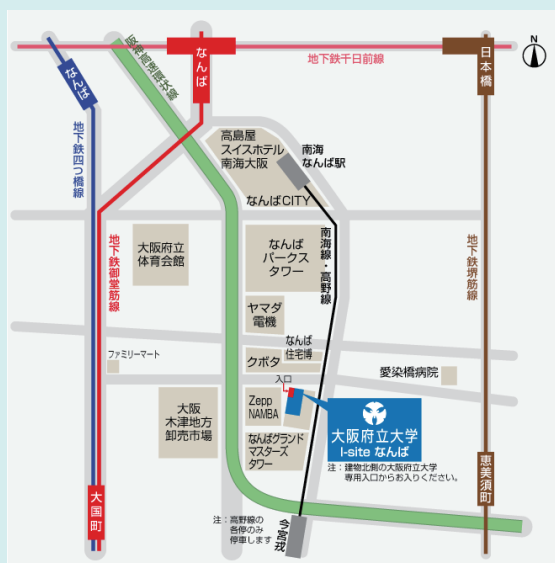 N
なんば
阪神高速環状線
なんば
地下鉄千日前線
日本橋
地下鉄四つ橋線
高島屋
スイスホテル
南海大阪
南海
なんば駅
なんばCITY
地下鉄御堂筋線
大阪府立
体育会館
なんば
パークス
タワー
南海線・高野線
地下鉄堺筋線
ヤマダ
電機
ファミリーマート
クボタ
なんば
住宅博
愛染橋病院
入口
大阪
木津地方
卸売市場
Zepp
NAMBA
大阪府立大学
I-site なんば
なんばグランド
マスターズ
タワー
注：建物北側の大阪府立大学
専用入口からお入りください。
恵美須町
大国町
注：高野線の
各停のみ
停車します
今宮戎